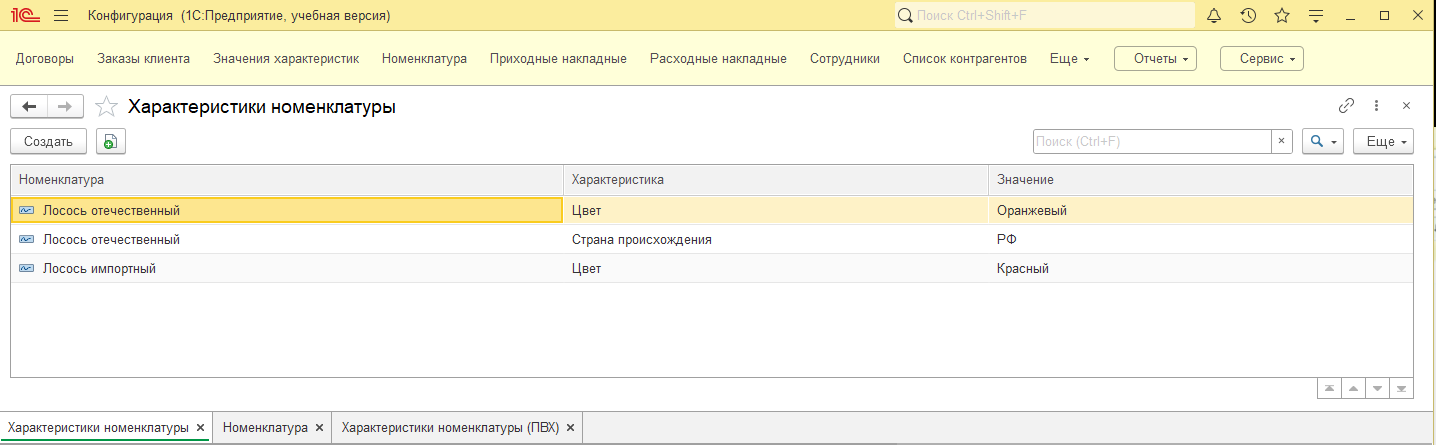 1С Конфигурация (1С:Предприятие, учебная версия) Поиск Ctrl+Shift+F
Договоры Заказы клиента Значения характеристик Номенклатура Приходные накладные Расходные накладные Сотрудники Список контрагентов Еще Отчеты Сервис
Характеристики номенклатуры
Создать Поиск (Ctrl+F) × Еще
Номенклатура Характеристика Значение
Лосось отечественный Цвет Оранжевый
Лосось отечественный Страна происхождения РФ
Лосось импортный Цвет Красный
Характеристики номенклатуры × Номенклатура × Характеристики номенклатуры (ПВХ) ×